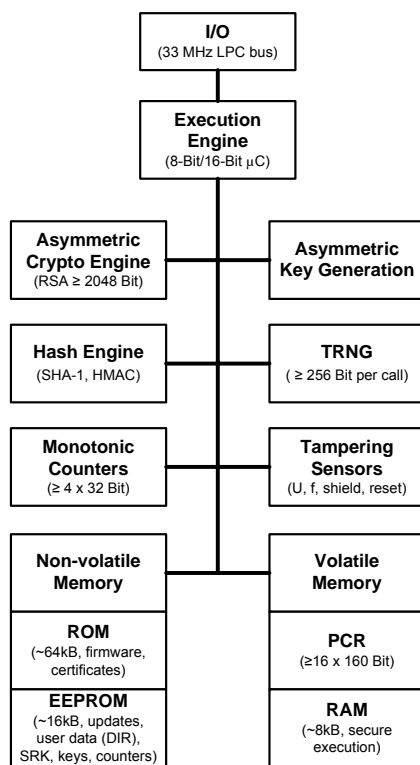 I/O
(33 MHz LPC bus)
Execution
Engine
(8-Bit/16-Bit μC)
Asymmetric
Crypto Engine
(RSA ≥ 2048 Bit)
Asymmetric
Key Generation
Hash Engine
(SHA-1, HMAC)
TRNG
( ≥ 256 Bit per call)
Monotonic
Counters
(≥ 4 x 32 Bit)
Tampering
Sensors
(U, f, shield, reset)
Non-volatile
Memory
Volatile
Memory
ROM
(~64kB, firmware,
certificates)
PCR
(≥16 x 160 Bit)
EEPROM
(~16kB, updates,
user data (DIR),
SRK, keys, counters)
RAM
(~8kB, secure
execution)